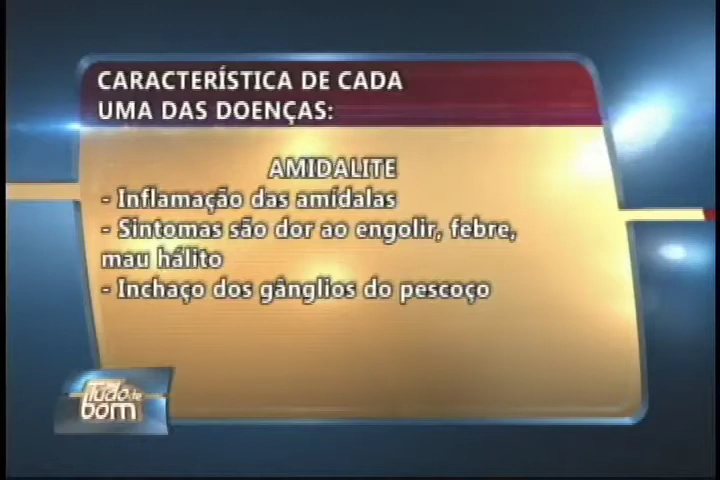 CARACTERÍSTICA DE CADA
UMA DAS DOENÇAS:
AMIDALITE
- Inflamação das amídalas
- Sintomas são dor ao engolir, febre,
mau hálito
- Inchaço dos gânglios do pescoço
Tudo de
bom